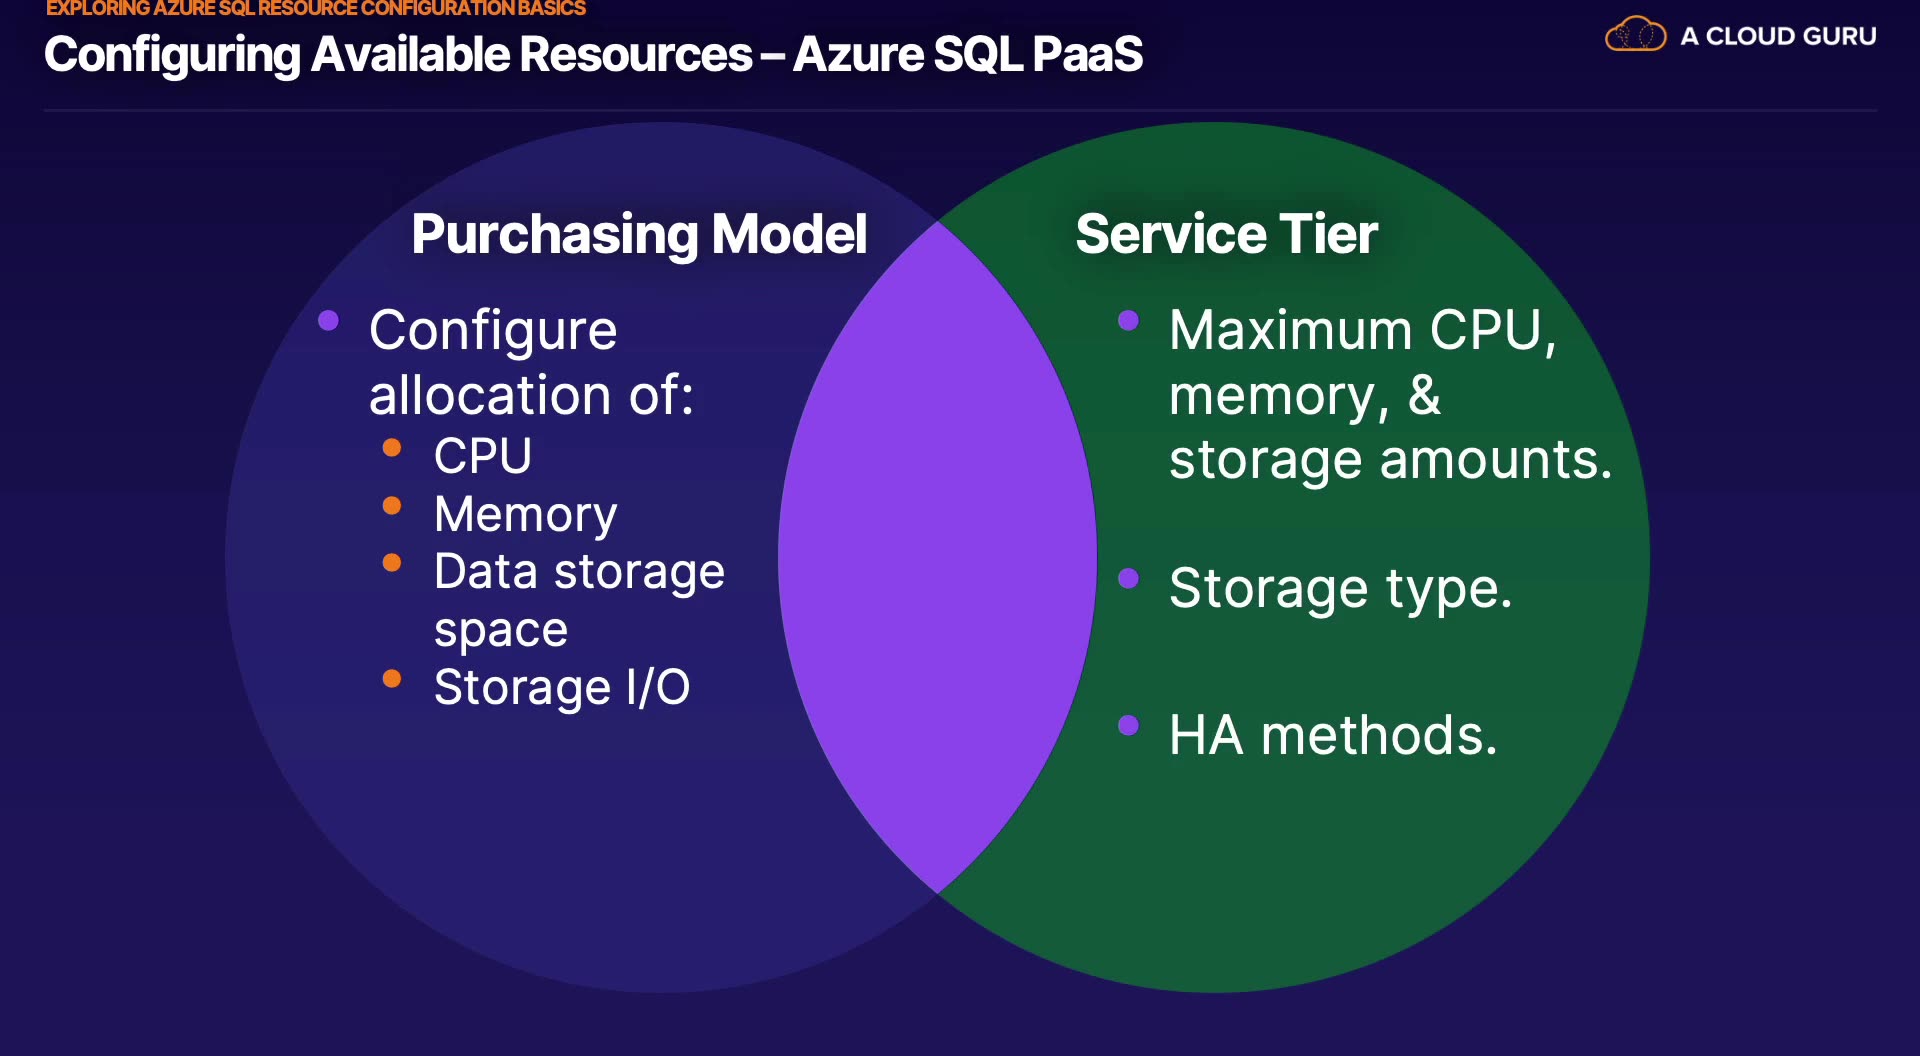 EXPLORING AZURE SQL RESOURCE CONFIGURATION BASICS
Configuring Available Resources – Azure SQL PaaS
A CLOUD GURU
Purchasing Model
Configure
allocation of:
CPU
Memory
Data storage
space
Storage I/O
Service Tier
Maximum CPU,
memory, &
storage amounts.
Storage type.
HA methods.